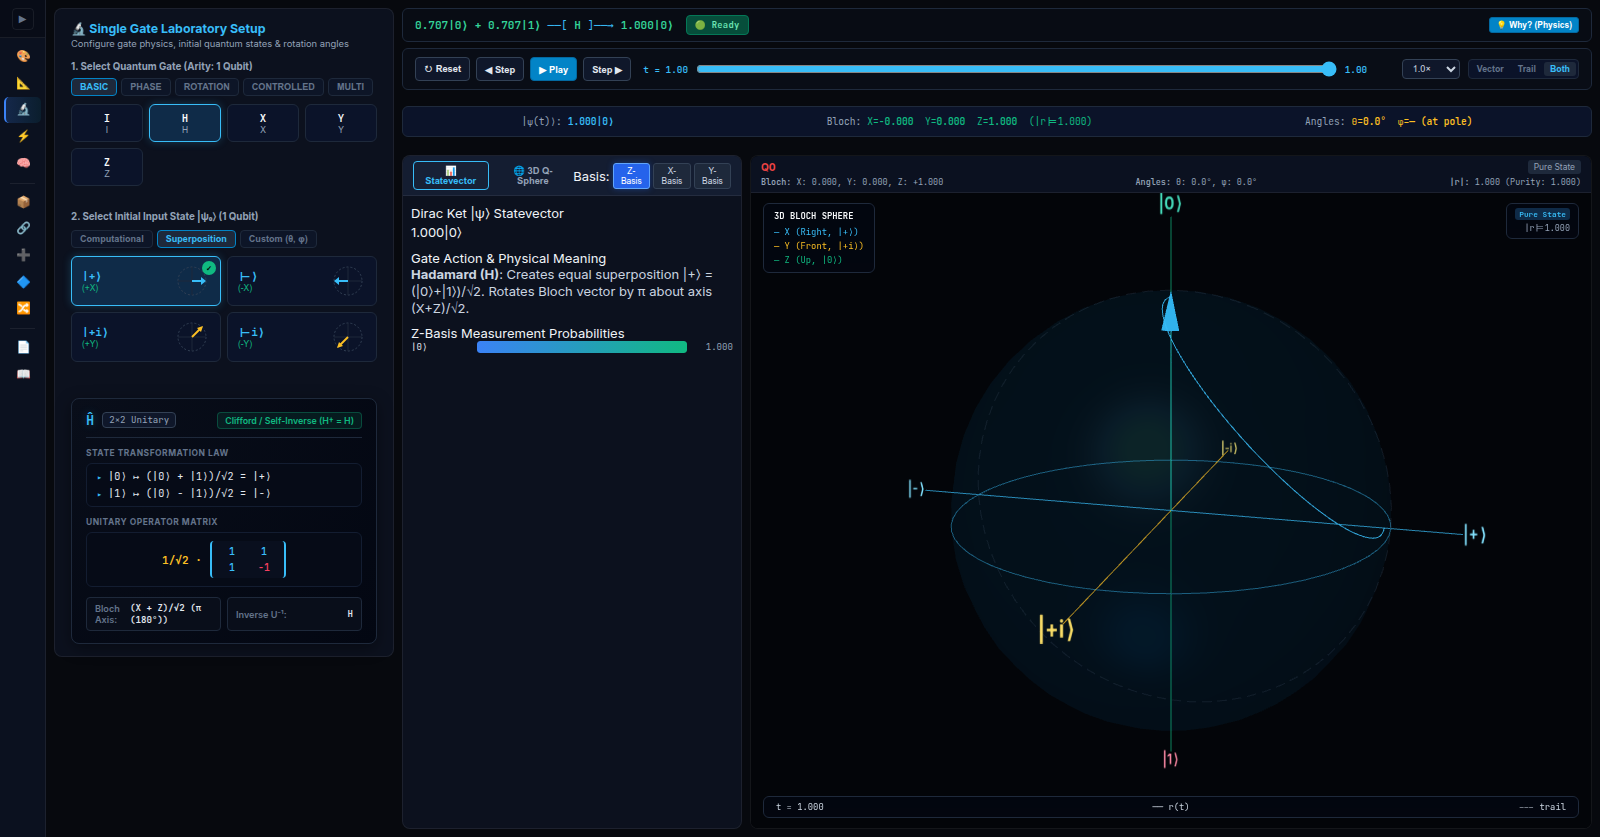 🔬 Single Gate Laboratory Setup
Configure gate physics, initial quantum states & rotation angles
1. Select Quantum Gate (Arity: 1 Qubit)
BASIC PHASE ROTATION CONTROLLED MULTI
I H X Y
I H X Y
Z
Z
2. Select Initial Input State |ψ₀⟩ (1 Qubit)
Computational Superposition Custom (θ, φ)
|+⟩ |−⟩
(+X) (-X)
|+i⟩ |−i⟩
(+Y) (-Y)
Ĥ 2×2 Unitary Clifford / Self-Inverse (H† = H)
STATE TRANSFORMATION LAW
▸ |0⟩ ↦ (|0⟩ + |1⟩)/√2 = |+⟩
▸ |1⟩ ↦ (|0⟩ - |1⟩)/√2 = |-⟩
UNITARY OPERATOR MATRIX
1/√2 ·
1 1
1 -1
Bloch Axis: (X + Z)/√2 (π (180°))
Inverse U⁻¹: H
0.707|0⟩ + 0.707|1⟩ ──[ H ]──→ 1.000|0⟩ 🟢 Ready 💡 Why? (Physics)
↻ Reset ◀ Step ▶ Play Step ▶ t = 1.00 1.00 1.0× Vector Trail Both
|ψ(t)⟩: 1.000|0⟩ Bloch: X=-0.000 Y=0.000 Z=1.000 (|r|=1.000) Angles: θ=0.0° φ=— (at pole)
📊 Statevector 🌐 3D Q-Sphere Basis: Z-Basis X-Basis Y-Basis
Dirac Ket |ψ⟩ Statevector
1.000|0⟩
Gate Action & Physical Meaning
Hadamard (H): Creates equal superposition |+⟩ =
(|0⟩+|1⟩)/√2. Rotates Bloch vector by π about axis
(X+Z)/√2.
Z-Basis Measurement Probabilities
|0⟩ 1.000
Q0 Pure State
Bloch: X: 0.000, Y: 0.000, Z: +1.000 Angles: θ: 0.0°, φ: 0.0° |r|: 1.000 (Purity: 1.000)
3D BLOCH SPHERE
— X (Right, |+⟩)
— Y (Front, |+i⟩)
— Z (Up, |0⟩)
Pure State
|r|=1.000
|0⟩
|-i⟩
|-⟩
|+⟩
|+i⟩
|1⟩
t = 1.000 —— r(t) --- trail